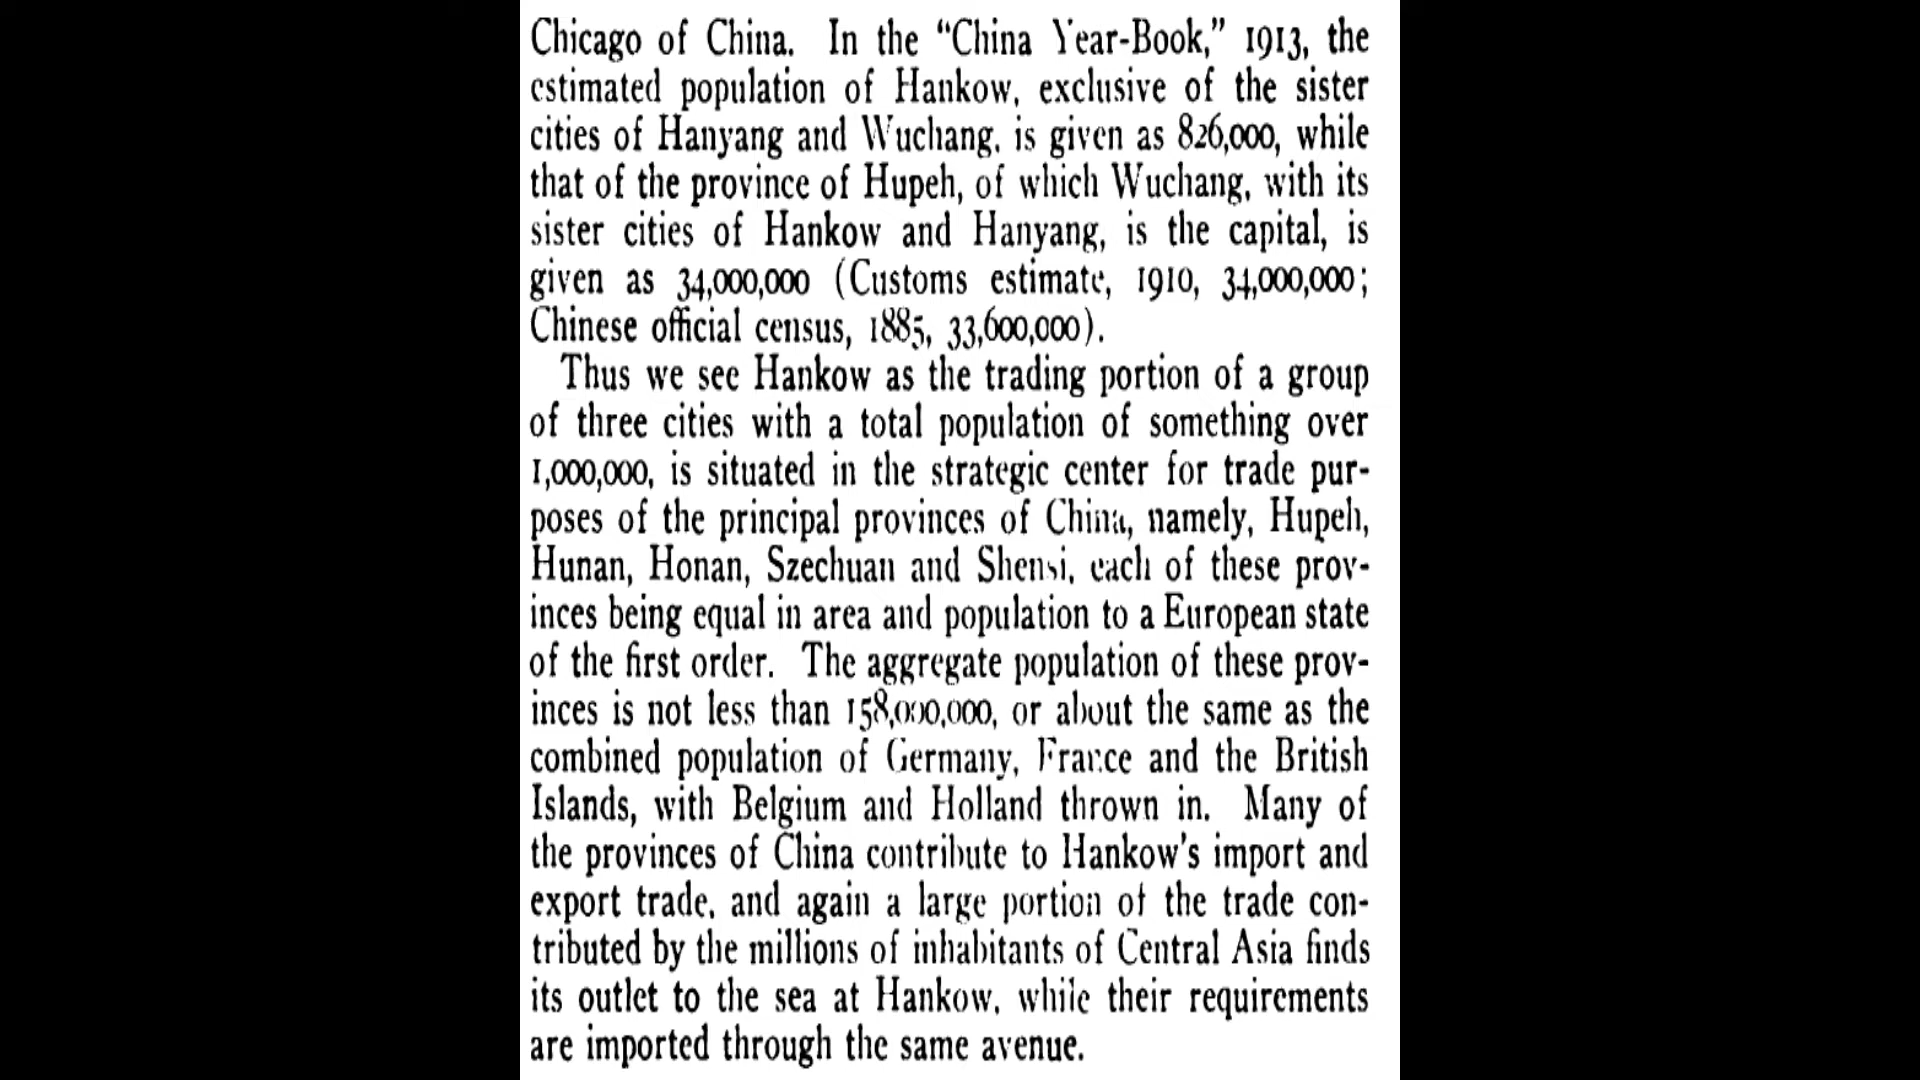 Chicago of China. In the “China Year-Book,” 1913, the
estimated population of Hankow, exclusive of the sister
cities of Hanyang and Wuchang, is given as 826,000, while
that of the province of Hupeh, of which Wuchang, with its
sister cities of Hankow and Hanyang, is the capital, is
given as 34,000,000 (Customs estimate, 1910, 34,000,000;
Chinese official census, 1885, 33,600,000).
Thus we see Hankow as the trading portion of a group
of three cities with a total population of something over
1,000,000, is situated in the strategic center for trade pur-
poses of the principal provinces of China, namely, Hupeh,
Hunan, Honan, Szechuan and Shensi, each of these prov-
inces being equal in area and population to a European state
of the first order. The aggregate population of these prov-
inces is not less than 158,000,000, or about the same as the
combined population of Germany, France and the British
Islands, with Belgium and Holland thrown in. Many of
the provinces of China contribute to Hankow's import and
export trade, and again a large portion of the trade con-
tributed by the millions of inhabitants of Central Asia finds
its outlet to the sea at Hankow, while their requirements
are imported through the same avenue.